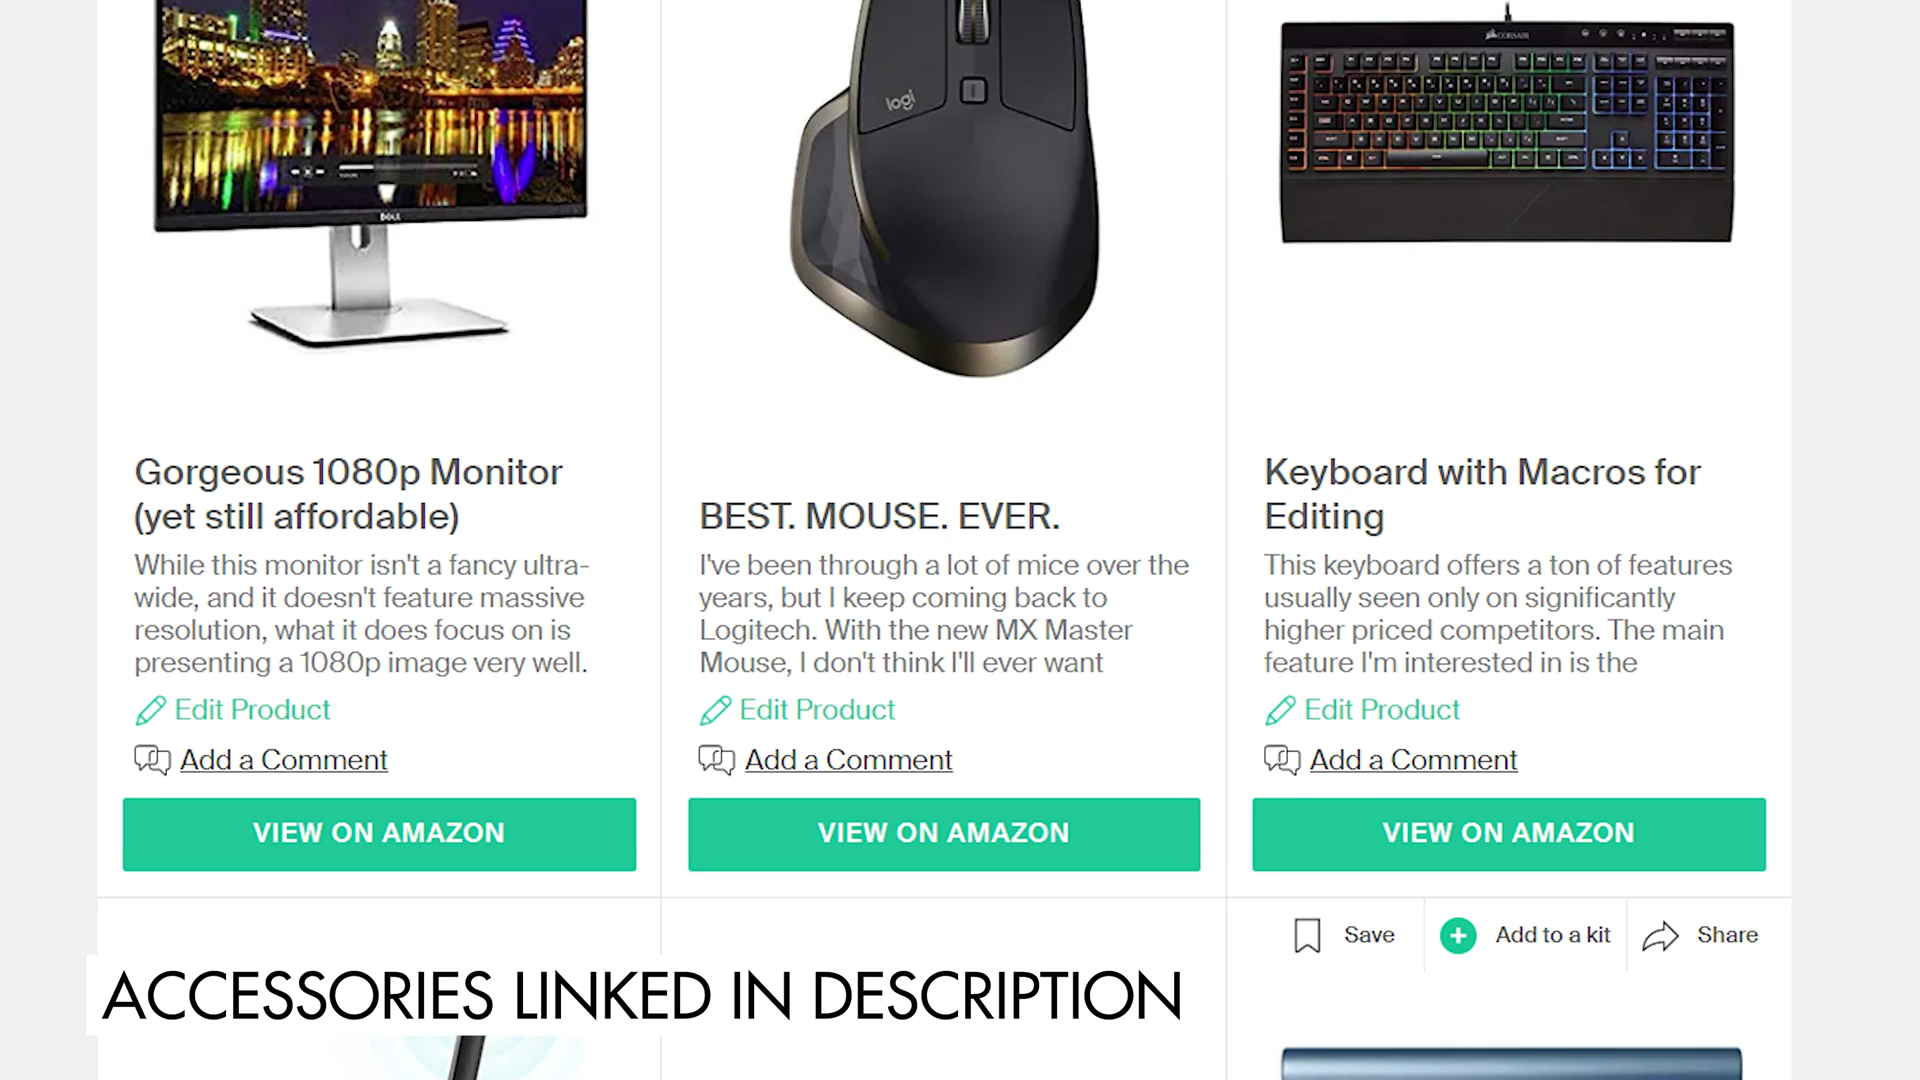 DELL
logi
CORSAIR
Gorgeous 1080p Monitor
(yet still affordable)
While this monitor isn't a fancy ultra-
wide, and it doesn't feature massive
resolution, what it does focus on is
presenting a 1080p image very well.
Edit Product
Add a Comment
VIEW ON AMAZON
BEST. MOUSE. EVER.
I've been through a lot of mice over the
years, but I keep coming back to
Logitech. With the new MX Master
Mouse, I don't think I'll ever want
Edit Product
Add a Comment
VIEW ON AMAZON
Keyboard with Macros for
Editing
This keyboard offers a ton of features
usually seen only on significantly
higher priced competitors. The main
feature I'm interested in is the
Edit Product
Add a Comment
VIEW ON AMAZON
Save
Add to a kit
Share
ACCESSORIES LINKED IN DESCRIPTION